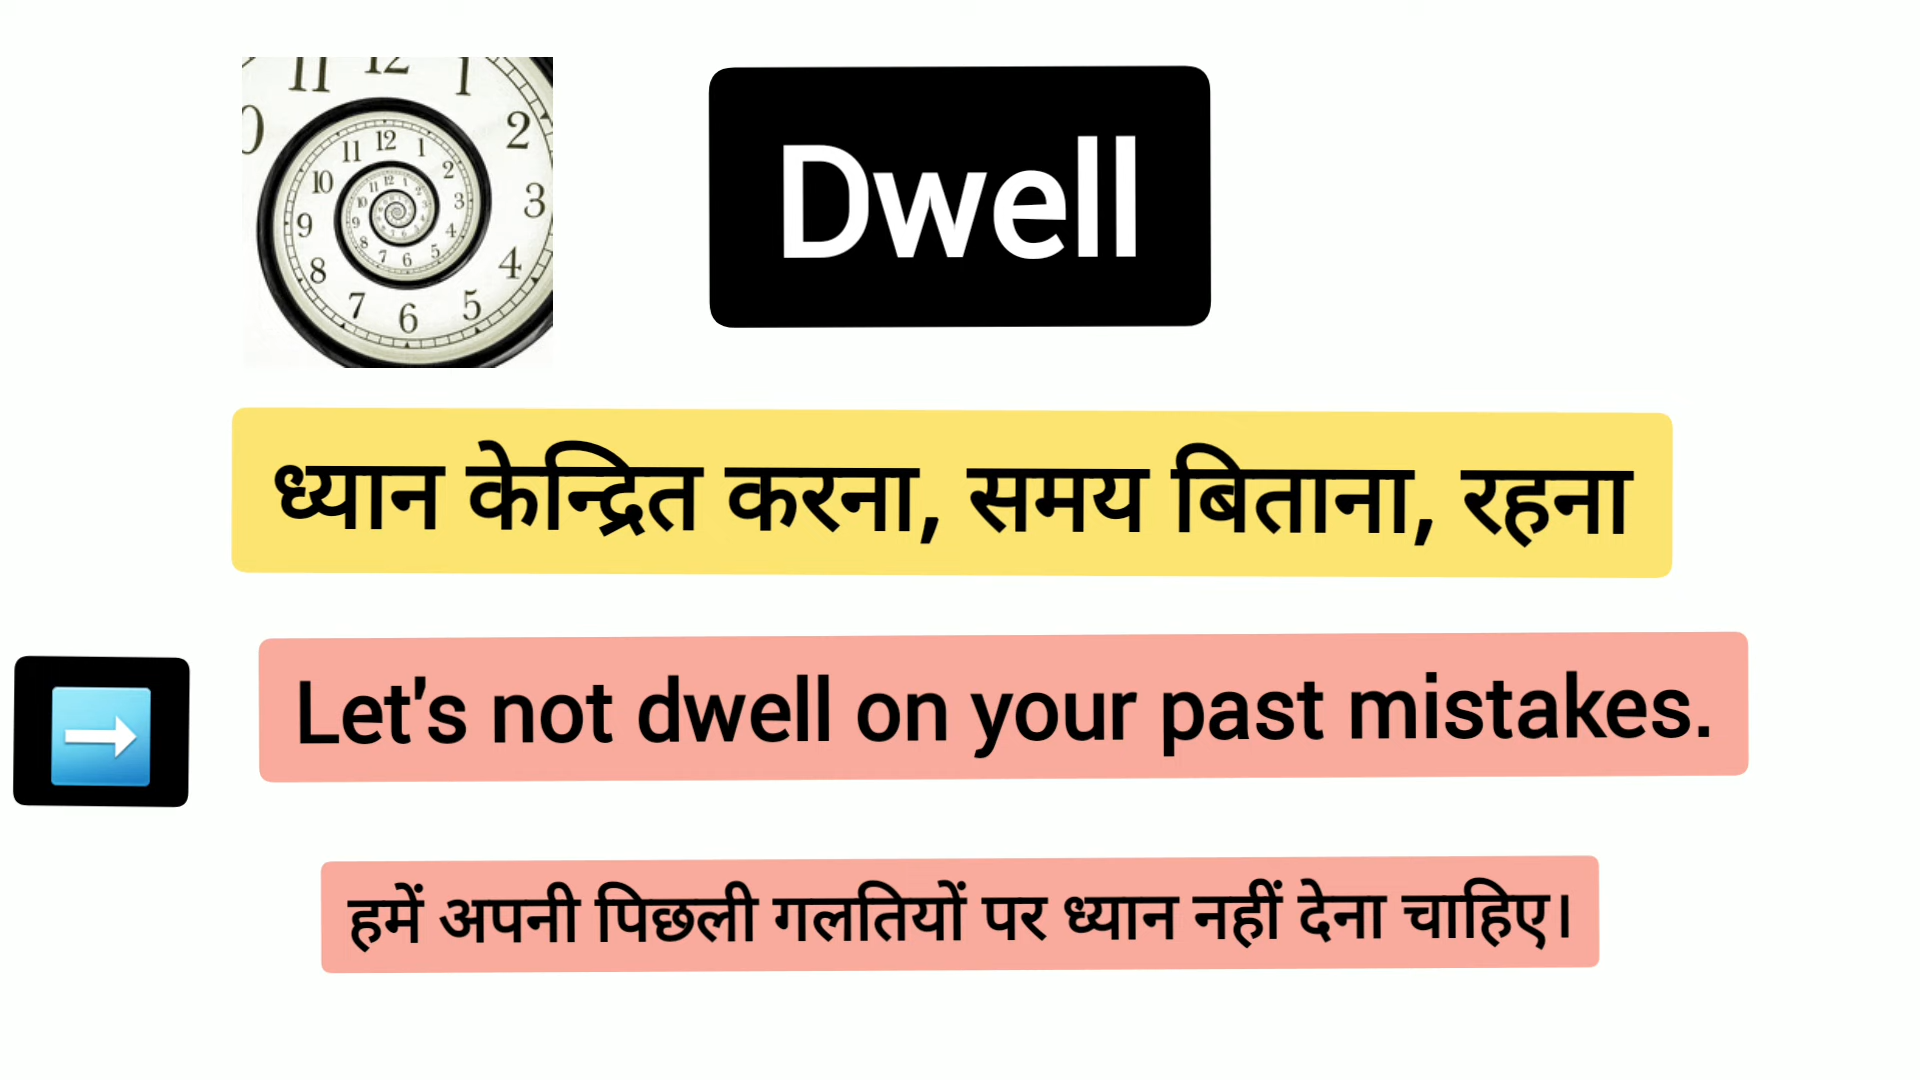 Dwell
ध्यान केन्द्रित करना, समय बिताना, रहना
Let's not dwell on your past mistakes.
हमें अपनी पिछली गलतियों पर ध्यान नहीं देना चाहिए।